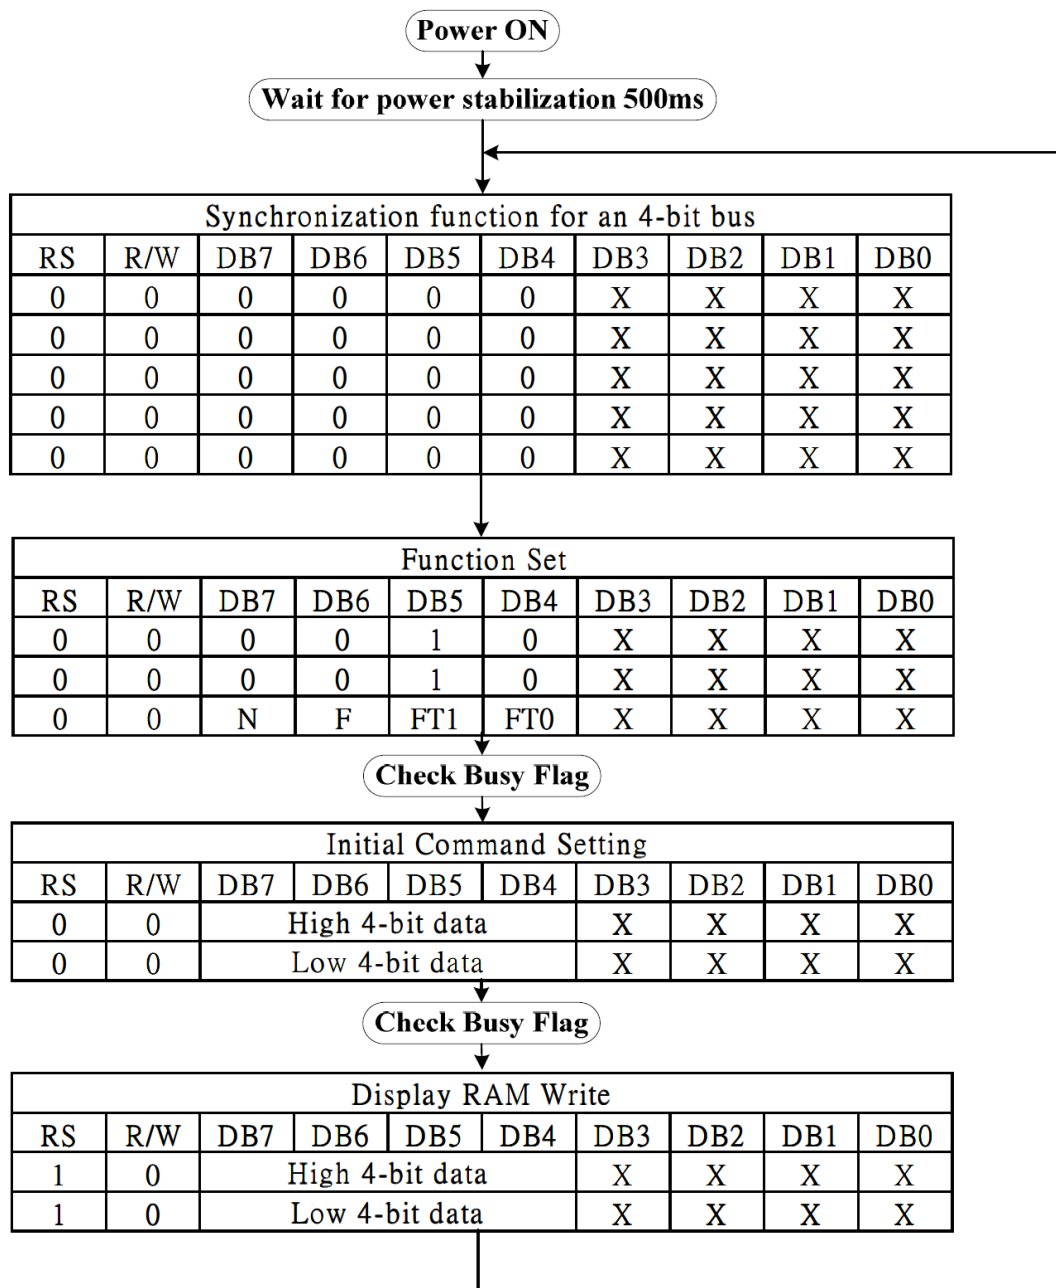 Power ON
Wait for power stabilization 500ms
Synchronization function for an 4-bit bus
RS R/W DB7 DB6 DB5 DB4 DB3 DB2 DB1 DB0
0 0 0 0 0 0 X X X X
0 0 0 0 0 0 X X X X
0 0 0 0 0 0 X X X X
0 0 0 0 0 0 X X X X
0 0 0 0 0 0 X X X X
Function Set
RS R/W DB7 DB6 DB5 DB4 DB3 DB2 DB1 DB0
0 0 0 0 1 0 X X X X
0 0 0 0 1 0 X X X X
0 0 N F FT1 FT0 X X X X
Check Busy Flag
Initial Command Setting
RS R/W DB7 DB6 DB5 DB4 DB3 DB2 DB1 DB0
0 0 High 4-bit data X X X X
0 0 Low 4-bit data X X X X
Check Busy Flag
Display RAM Write
RS R/W DB7 DB6 DB5 DB4 DB3 DB2 DB1 DB0
1 0 High 4-bit data X X X X
1 0 Low 4-bit data X X X X